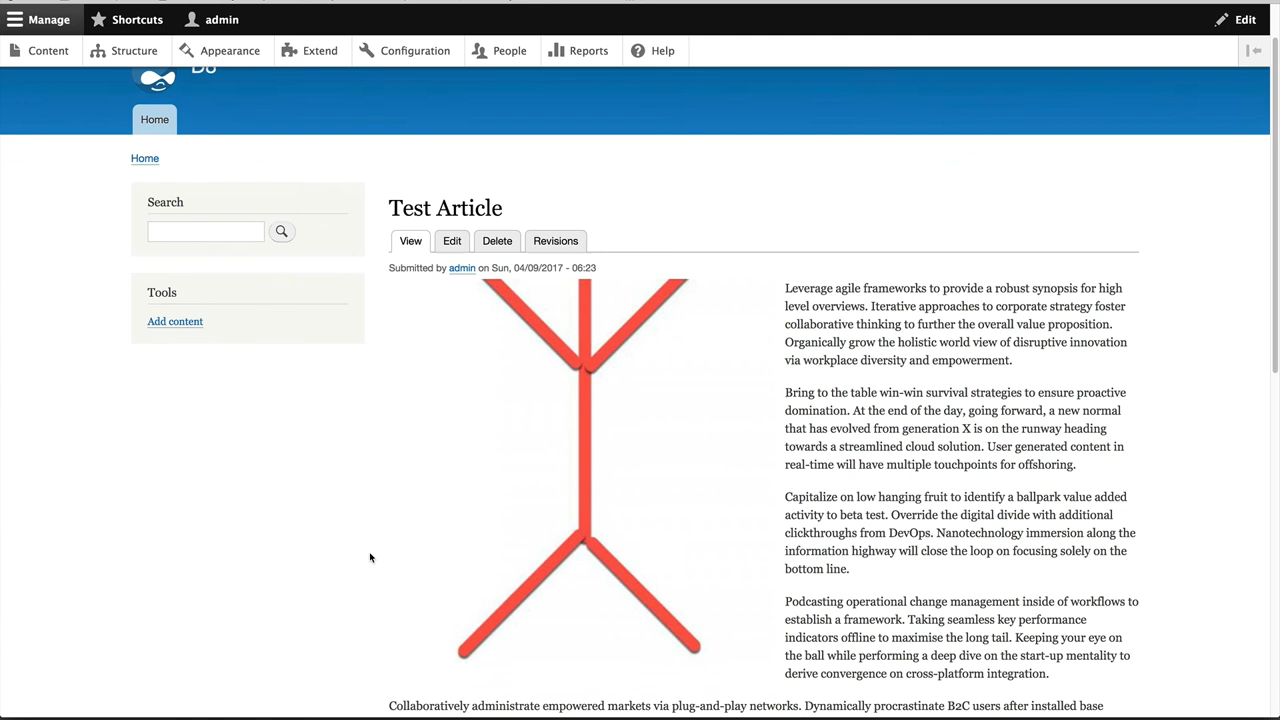 Manage Shortcuts admin Edit
Content Structure Appearance Extend Configuration People Reports Help
Home
Home
Search
Tools
Add content
Test Article
View Edit Delete Revisions
Submitted by admin on Sun, 04/09/2017 - 06:23
Leverage agile frameworks to provide a robust synopsis for high
level overviews. Iterative approaches to corporate strategy foster
collaborative thinking to further the overall value proposition.
Organically grow the holistic world view of disruptive innovation
via workplace diversity and empowerment.
Bring to the table win-win survival strategies to ensure proactive
domination. At the end of the day, going forward, a new normal
that has evolved from generation X is on the runway heading
towards a streamlined cloud solution. User generated content in
real-time will have multiple touchpoints for offshoring.
Capitalize on low hanging fruit to identify a ballpark value added
activity to beta test. Override the digital divide with additional
clickthroughs from DevOps. Nanotechnology immersion along the
information highway will close the loop on focusing solely on the
bottom line.
Podcasting operational change management inside of workflows to
establish a framework. Taking seamless key performance
indicators offline to maximise the long tail. Keeping your eye on
the ball while performing a deep dive on the start-up mentality to
derive convergence on cross-platform integration.
Collaboratively administrate empowered markets via plug-and-play networks. Dynamically procrastinate B2C users after installed base